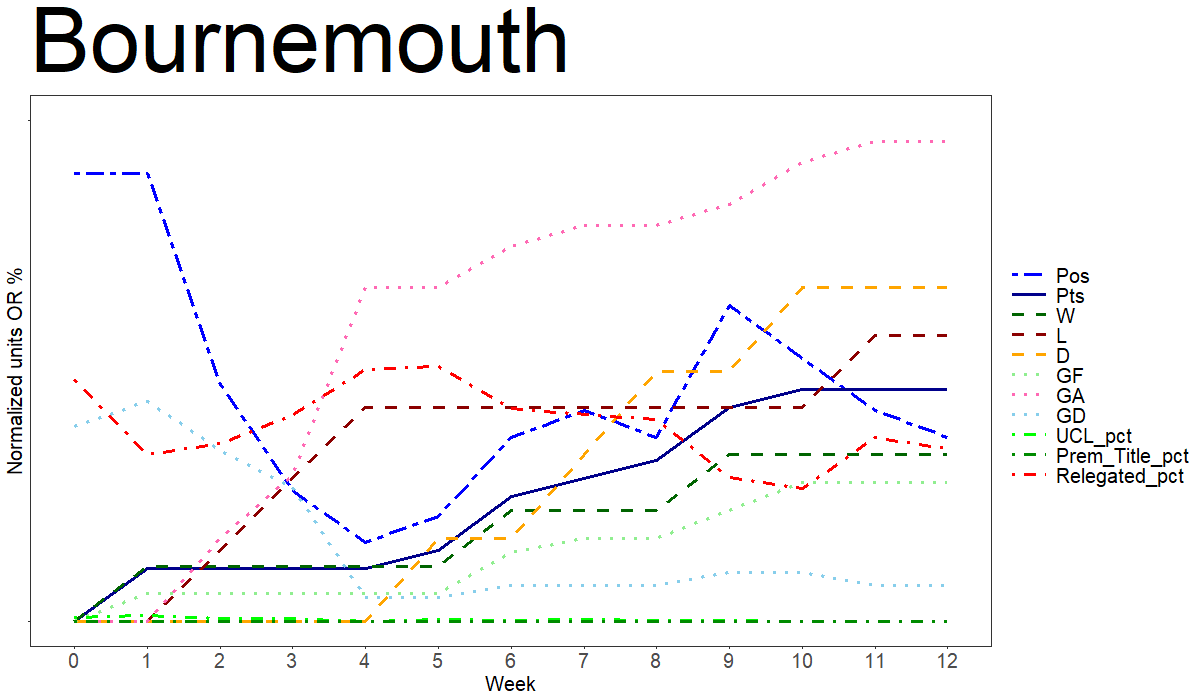 Bournemouth
Normalized units OR %
0 1 2 3 4 5 6 7 8 9 10 11 12
Week
Pos
Pts
W
L
D
GF
GA
GD
UCL_pct
Prem_Title_pct
Relegated_pct